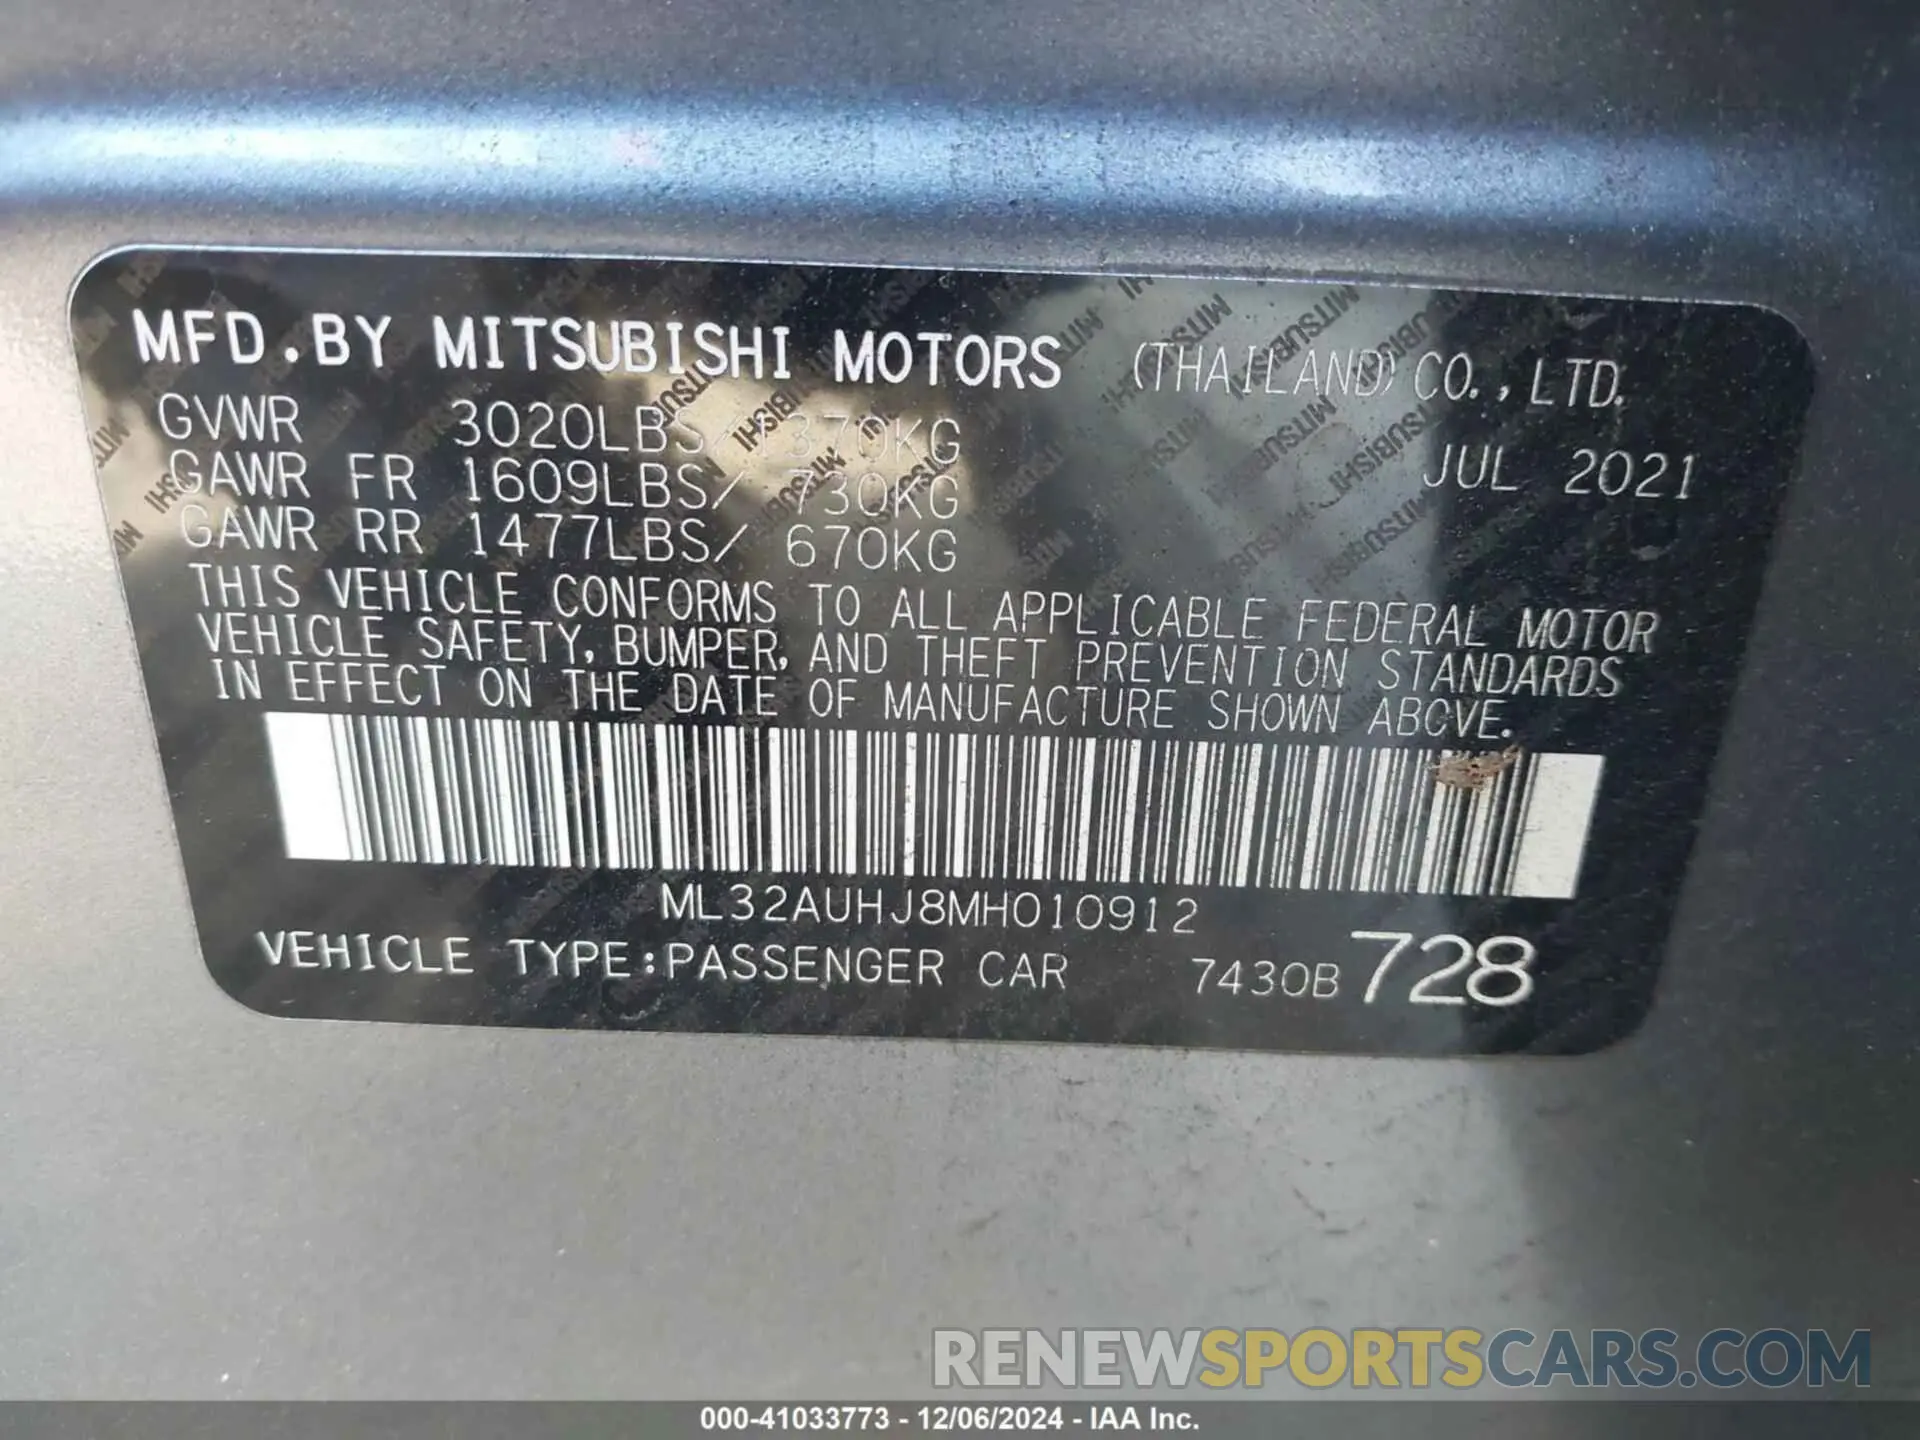 MFD.BY MITSUBISHI MOTORS (THAILAND) CO.,LTD.
GVWR 3020LBS/1370KG
JUL 2021
GAWR FR 1609LBS/ 730KG
GAWR RR 1477LBS/ 670KG
THIS VEHICLE CONFORMS TO ALL APPLICABLE FEDERAL MOTOR
VEHICLE SAFETY, BUMPER, AND THEFT PREVENTION STANDARDS
IN EFFECT ON THE DATE OF MANUFACTURE SHOWN ABOVE.
ML32AUHJ8MH010912
VEHICLE TYPE:PASSENGER CAR 7430B728
RENEWSPORTSCARS.COM
000-41033773 - 12/06/2024 - IAA Inc.